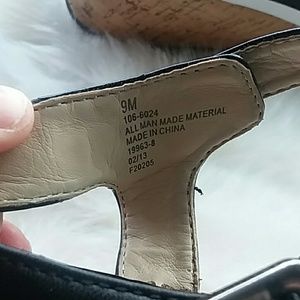 9M
106-6024
ALL MAN MADE MATERIAL
MADE IN CHINA
19963-8
02/13
F20205